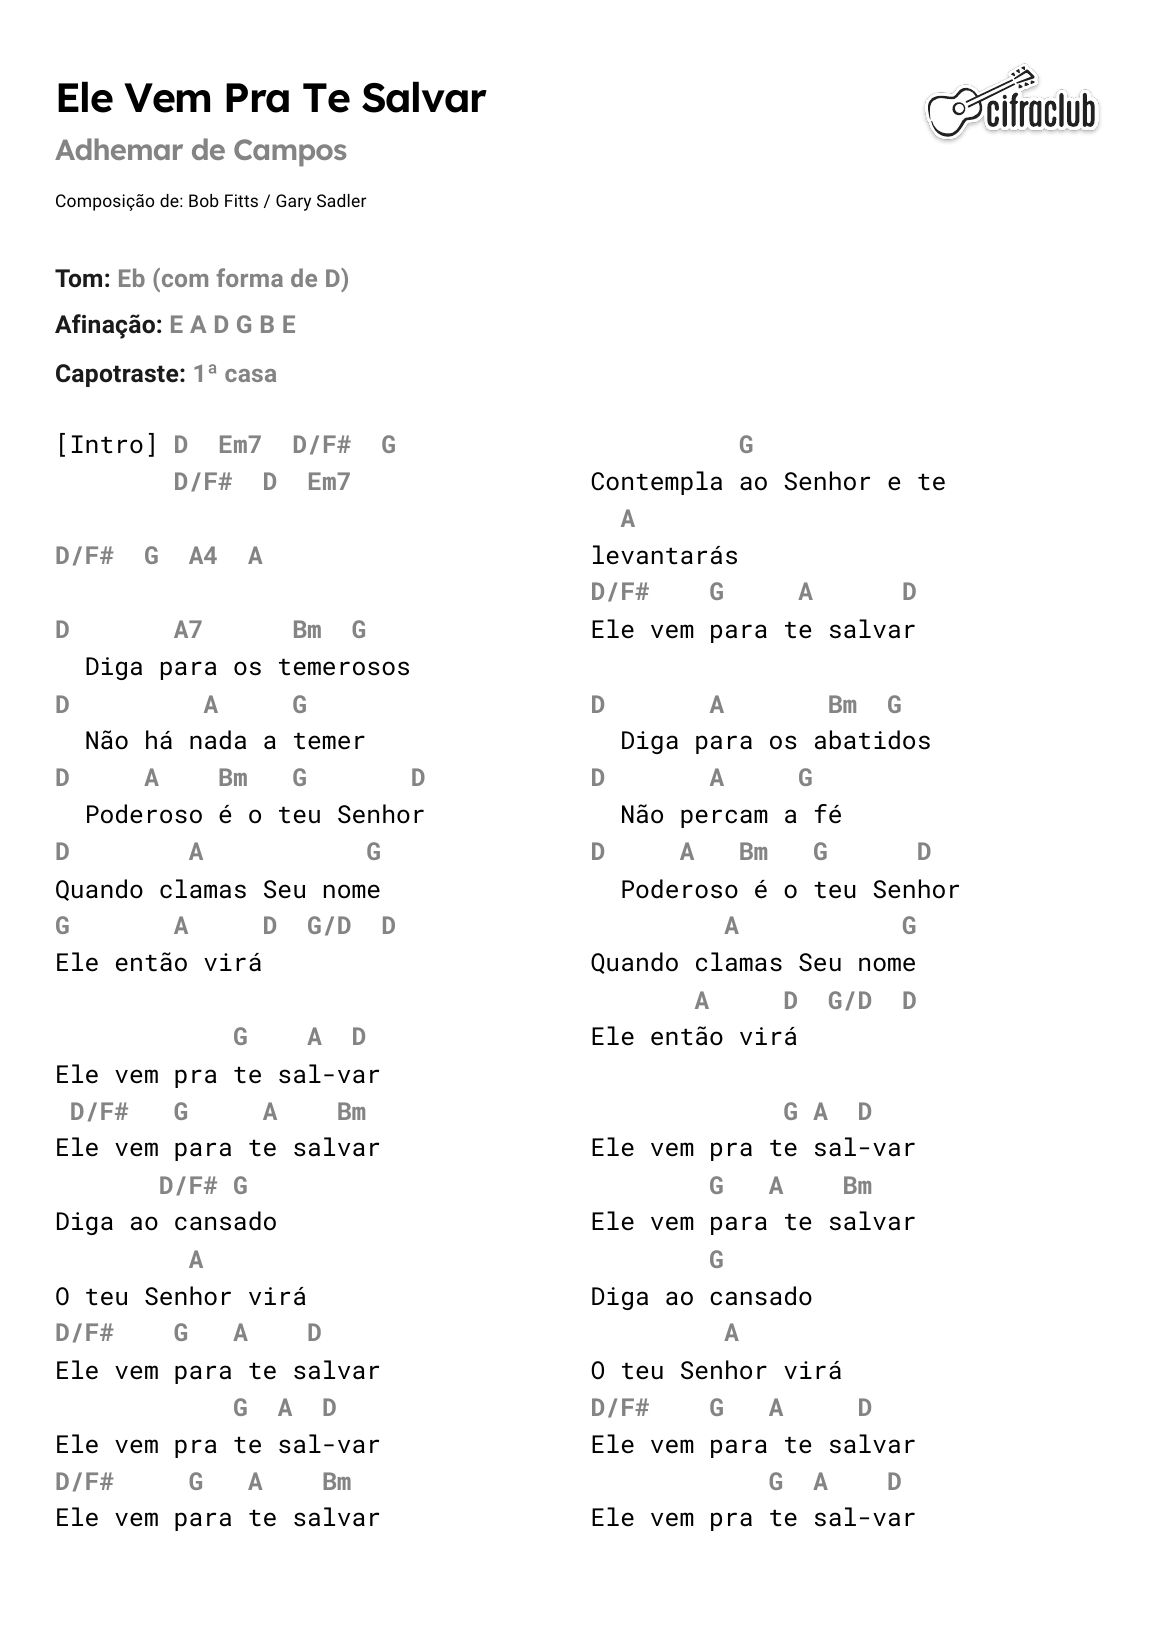 Ele Vem Pra Te Salvar
Adhemar de Campos
Composição de: Bob Fitts / Gary Sadler
cifraclub
Tom: Eb (com forma de D)
Afinação: E A D G B E
Capotraste: 1ª casa
[Intro] D  Em7  D/F#  G
        D/F#  D  Em7
D/F#  G  A4  A
D       A7      Bm  G
  Diga para os temerosos
D         A     G
  Não há nada a temer
D     A    Bm   G       D
  Poderoso é o teu Senhor
D        A           G
Quando clamas Seu nome
G       A     D  G/D  D
Ele então virá
            G    A  D
Ele vem pra te sal-var
 D/F#   G     A    Bm
Ele vem para te salvar
       D/F# G
Diga ao cansado
         A
O teu Senhor virá
D/F#    G   A    D
Ele vem para te salvar
            G  A  D
Ele vem pra te sal-var
D/F#     G   A    Bm
Ele vem para te salvar
          G
Contempla ao Senhor e te
  A
levantarás
D/F#    G     A      D
Ele vem para te salvar
D       A       Bm  G
  Diga para os abatidos
D       A     G
  Não percam a fé
D     A   Bm   G      D
  Poderoso é o teu Senhor
         A           G
Quando clamas Seu nome
       A     D  G/D  D
Ele então virá
             G A  D
Ele vem pra te sal-var
        G   A    Bm
Ele vem para te salvar
        G
Diga ao cansado
         A
O teu Senhor virá
D/F#    G   A     D
Ele vem para te salvar
            G  A    D
Ele vem pra te sal-var